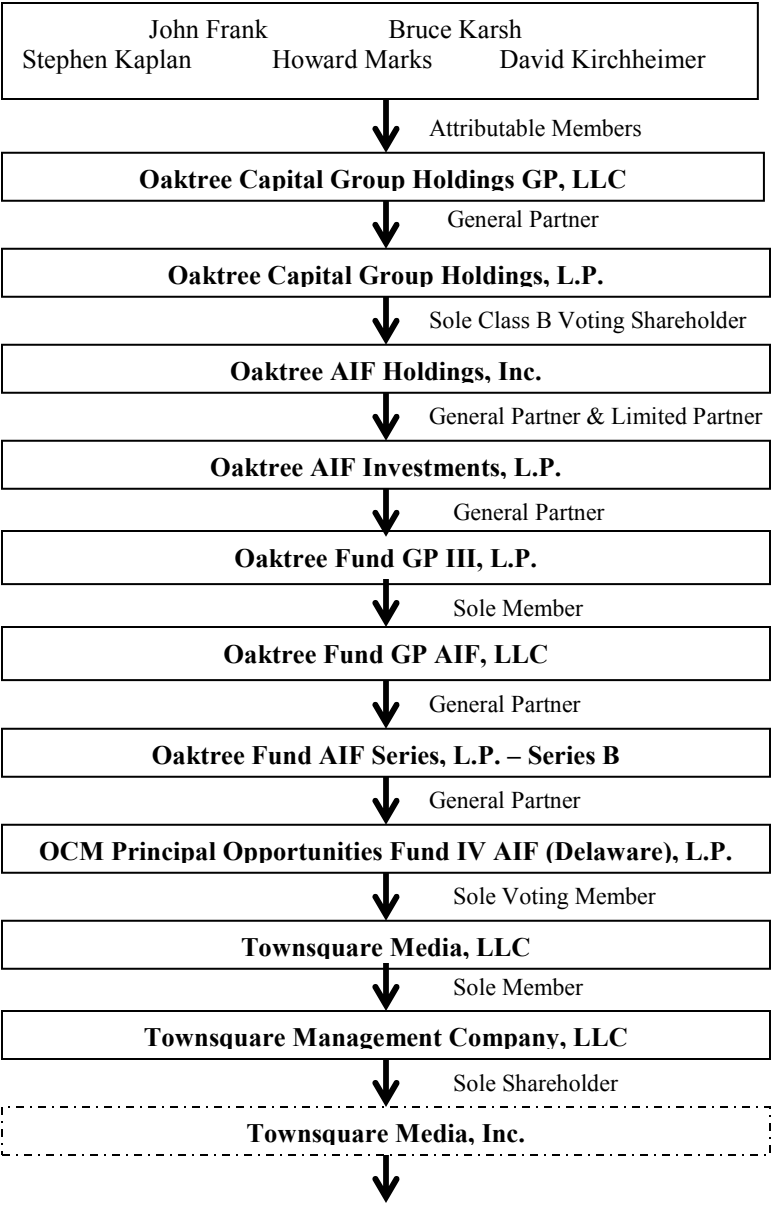 John Frank Bruce Karsh
Stephen Kaplan Howard Marks David Kirchheimer
Attributable Members
Oaktree Capital Group Holdings GP, LLC
General Partner
Oaktree Capital Group Holdings, L.P.
Sole Class B Voting Shareholder
Oaktree AIF Holdings, Inc.
General Partner & Limited Partner
Oaktree AIF Investments, L.P.
General Partner
Oaktree Fund GP III, L.P.
Sole Member
Oaktree Fund GP AIF, LLC
General Partner
Oaktree Fund AIF Series, L.P. – Series B
General Partner
OCM Principal Opportunities Fund IV AIF (Delaware), L.P.
Sole Voting Member
Townsquare Media, LLC
Sole Member
Townsquare Management Company, LLC
Sole Shareholder
Townsquare Media, Inc.